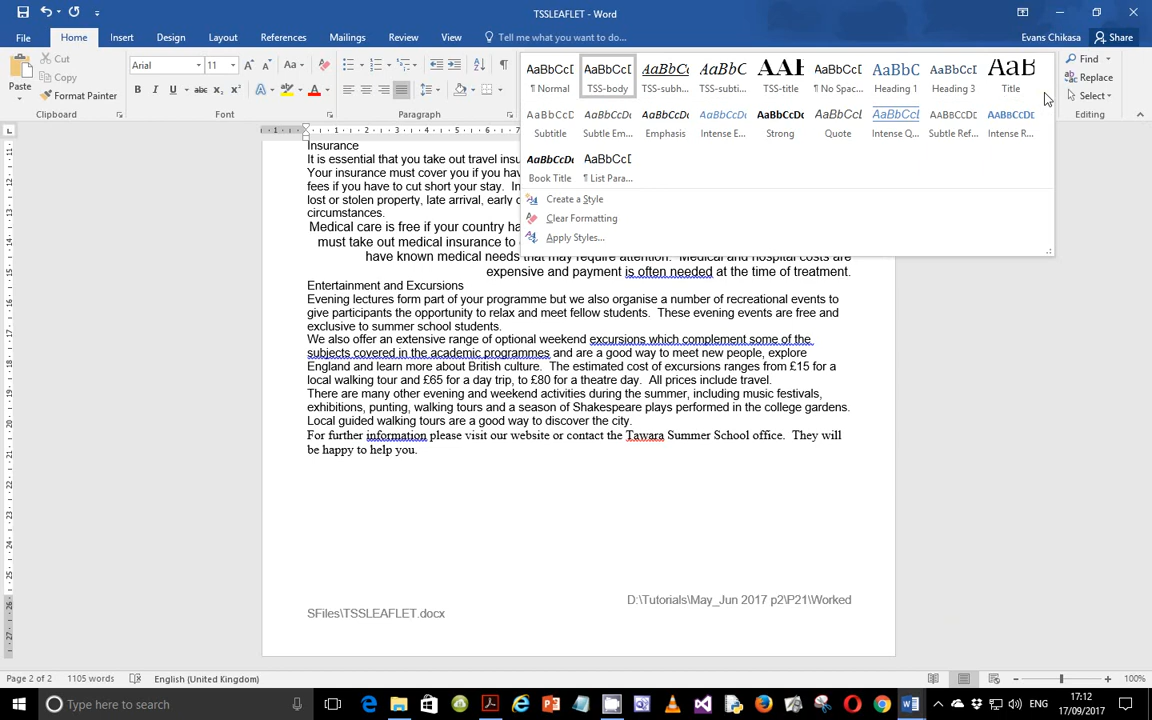 TSSLEAFLET - Word
File Home Insert Design Layout References Mailings Review View Tell me what you want to do... Evans Chikasa Share
Paste Cut Copy Format Painter Clipboard
Arial 11 Font
Paragraph
AaBbCcD AaBbCcD AaBbCc AaBbC AAI AaBbCcI AaBbC AaBbCcD AaB
¶ Normal TSS-body TSS-subh... TSS-subti... TSS-title ¶ No Spac... Heading 1 Heading 3 Title
AaBbCcD AaBbCcDc AaBbCcDc AaBbCcDc AaBbCcDc AaBbCcI AaBbCcI AABBCCDE AABBCCDE
Subtitle Subtle Em... Emphasis Intense E... Strong Quote Intense Q... Subtle Ref... Intense R...
AaBbCcDc AaBbCcD
Book Title ¶ List Para...
Create a Style
Clear Formatting
Apply Styles...
Find
Replace
Select
Editing
Insurance
It is essential that you take out travel insu
Your insurance must cover you if you hav
fees if you have to cut short your stay. In
lost or stolen property, late arrival, early d
circumstances.
Medical care is free if your country ha
must take out medical insurance to
have known medical needs that may require attention. Medical and hospital costs are
expensive and payment is often needed at the time of treatment.
Entertainment and Excursions
Evening lectures form part of your programme but we also organise a number of recreational events to
give participants the opportunity to relax and meet fellow students. These evening events are free and
exclusive to summer school students.
We also offer an extensive range of optional weekend excursions which complement some of the
subjects covered in the academic programmes and are a good way to meet new people, explore
England and learn more about British culture. The estimated cost of excursions ranges from £15 for a
local walking tour and £65 for a day trip, to £80 for a theatre day. All prices include travel.
There are many other evening and weekend activities during the summer, including music festivals,
exhibitions, punting, walking tours and a season of Shakespeare plays performed in the college gardens.
Local guided walking tours are a good way to discover the city.
For further information please visit our website or contact the Tawara Summer School office. They will
be happy to help you.
D:\Tutorials\May_Jun 2017 p2\P21\Worked
SFiles\TSSLEAFLET.docx
Page 2 of 2 1105 words English (United Kingdom) 100%
Type here to search ENG 17:12
17/09/2017